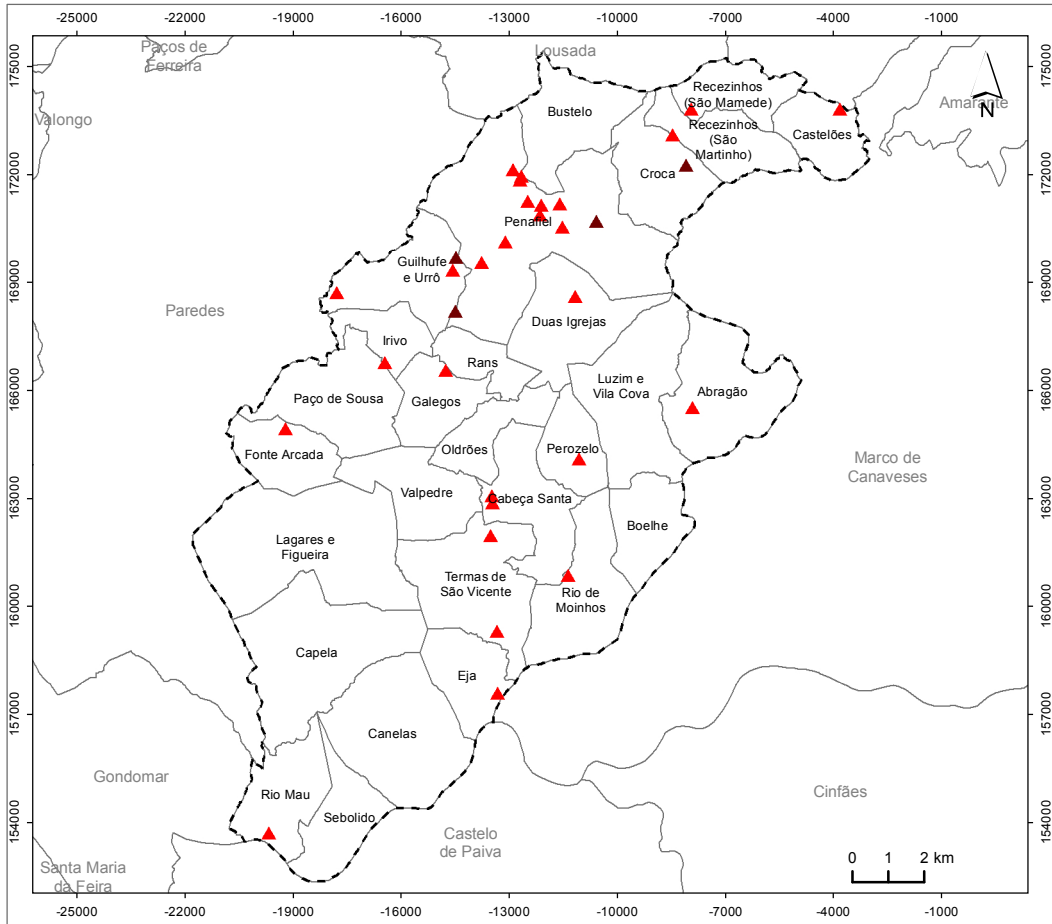 -25000 -22000 -19000 -16000 -13000 -10000 -7000 -4000 -1000
175000
172000
169000
166000
163000
160000
157000
154000
175000
172000
169000
166000
163000
160000
157000
154000
Paços de
Ferreira
Lousada
Valongo
Amarante
N
Recezinhos
(São Mamede)
Bustelo
Recezinhos
(São
Martinho)
Castelões
Croca
Penafiel
Guilhufe
e Urrô
Paredes
Duas Igrejas
Irivo
Rans
Luzim e
Vila Cova
Abragão
Paço de Sousa
Galegos
Oldrões
Perozelo
Fonte Arcada
Marco de
Canaveses
Valpedre
Cabeça Santa
Boelhe
Lagares e
Figueira
Termas de
São Vicente
Rio de
Moinhos
Capela
Eja
Canelas
Gondomar
Rio Mau
Sebolido
Cinfães
Castelo
de Paiva
Santa Maria
da Feira
0 1 2 km
-25000 -22000 -19000 -16000 -13000 -10000 -7000 -4000 -1000